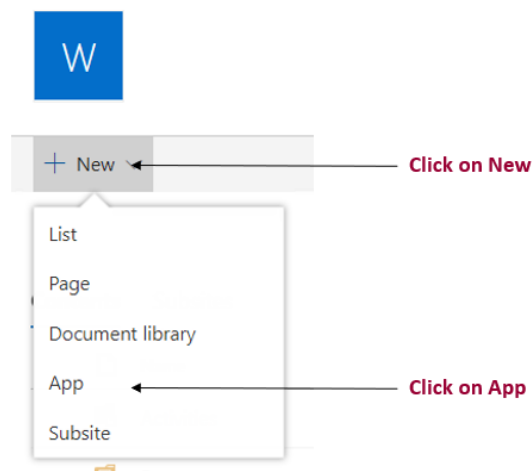 W
+ New
Click on New
List
Page
Document library
App
Click on App
Subsite